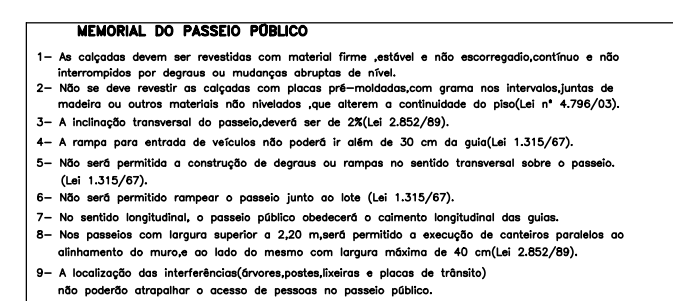 MEMORIAL DO PASSEIO PÚBLICO
1- As calçadas devem ser revestidas com material firme ,estável e não escorregadio,contínuo e não
interrompidos por degraus ou mudanças abruptas de nível.
2- Não se deve revestir as calçadas com placas pré-moldadas,com grama nos intervalos,juntas de
madeira ou outros materiais não nivelados ,que alterem a continuidade do piso(Lei n° 4.796/03).
3- A inclinação transversal do passeio,deverá ser de 2%(Lei 2.852/89).
4- A rampa para entrada de veículos não poderá ir além de 30 cm da guia(Lei 1.315/67).
5- Não será permitida a construção de degraus ou rampas no sentido transversal sobre o passeio.
(Lei 1.315/67).
6- Não será permitido rampear o passeio junto ao lote (Lei 1.315/67).
7- No sentido longitudinal, o passeio público obedecerá o caimento longitudinal das guias.
8- Nos passeios com largura superior a 2,20 m,será permitido a execução de canteiros paralelos ao
alinhamento do muro,e ao lado do mesmo com largura máxima de 40 cm(Lei 2.852/89).
9- A localização das interferências(árvores,postes,lixeiras e placas de trânsito)
não poderão atrapalhar o acesso de pessoas no passeio público.